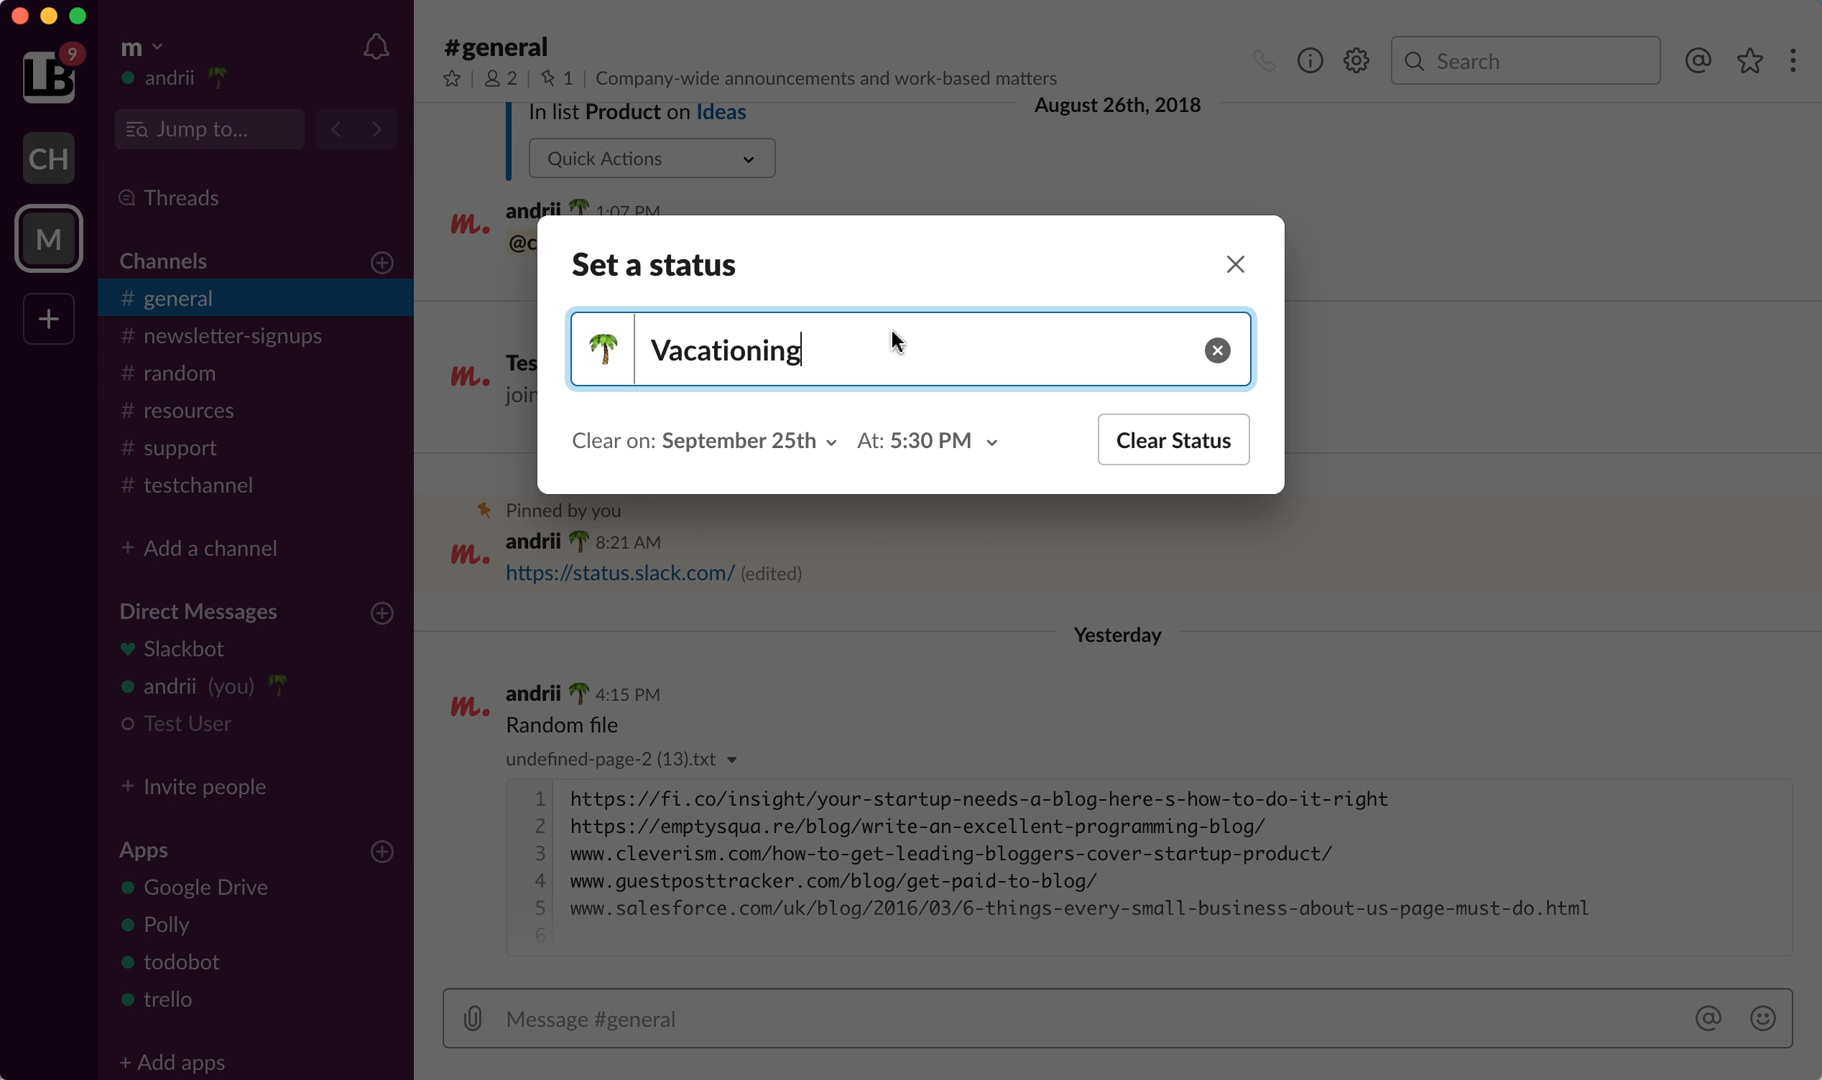 9
B
CH
M
m
andrii 🌴
Jump to...
Threads
Channels
# general
# newsletter-signups
# random
# resources
# support
# testchannel
+ Add a channel
Direct Messages
Slackbot
andrii (you) 🌴
Test User
+ Invite people
Apps
Google Drive
Polly
todobot
trello
+ Add apps
#general
2 | 1 | Company-wide announcements and work-based matters
Search
August 26th, 2018
In list Product on Ideas
Quick Actions
m. andrii 🌴 1:07 PM
Set a status
🌴 Vacationing
Clear on: September 25th At: 5:30 PM
Clear Status
m.
Pinned by you
m. andrii 🌴 8:21 AM
https://status.slack.com/ (edited)
Yesterday
m. andrii 🌴 4:15 PM
Random file
undefined-page-2 (13).txt
1 https://fi.co/insight/your-startup-needs-a-blog-here-s-how-to-do-it-right
2 https://emptysqua.re/blog/write-an-excellent-programming-blog/
3 www.cleverism.com/how-to-get-leading-bloggers-cover-startup-product/
4 www.guestposttracker.com/blog/get-paid-to-blog/
5 www.salesforce.com/uk/blog/2016/03/6-things-every-small-business-about-us-page-must-do.html
6
Message #general